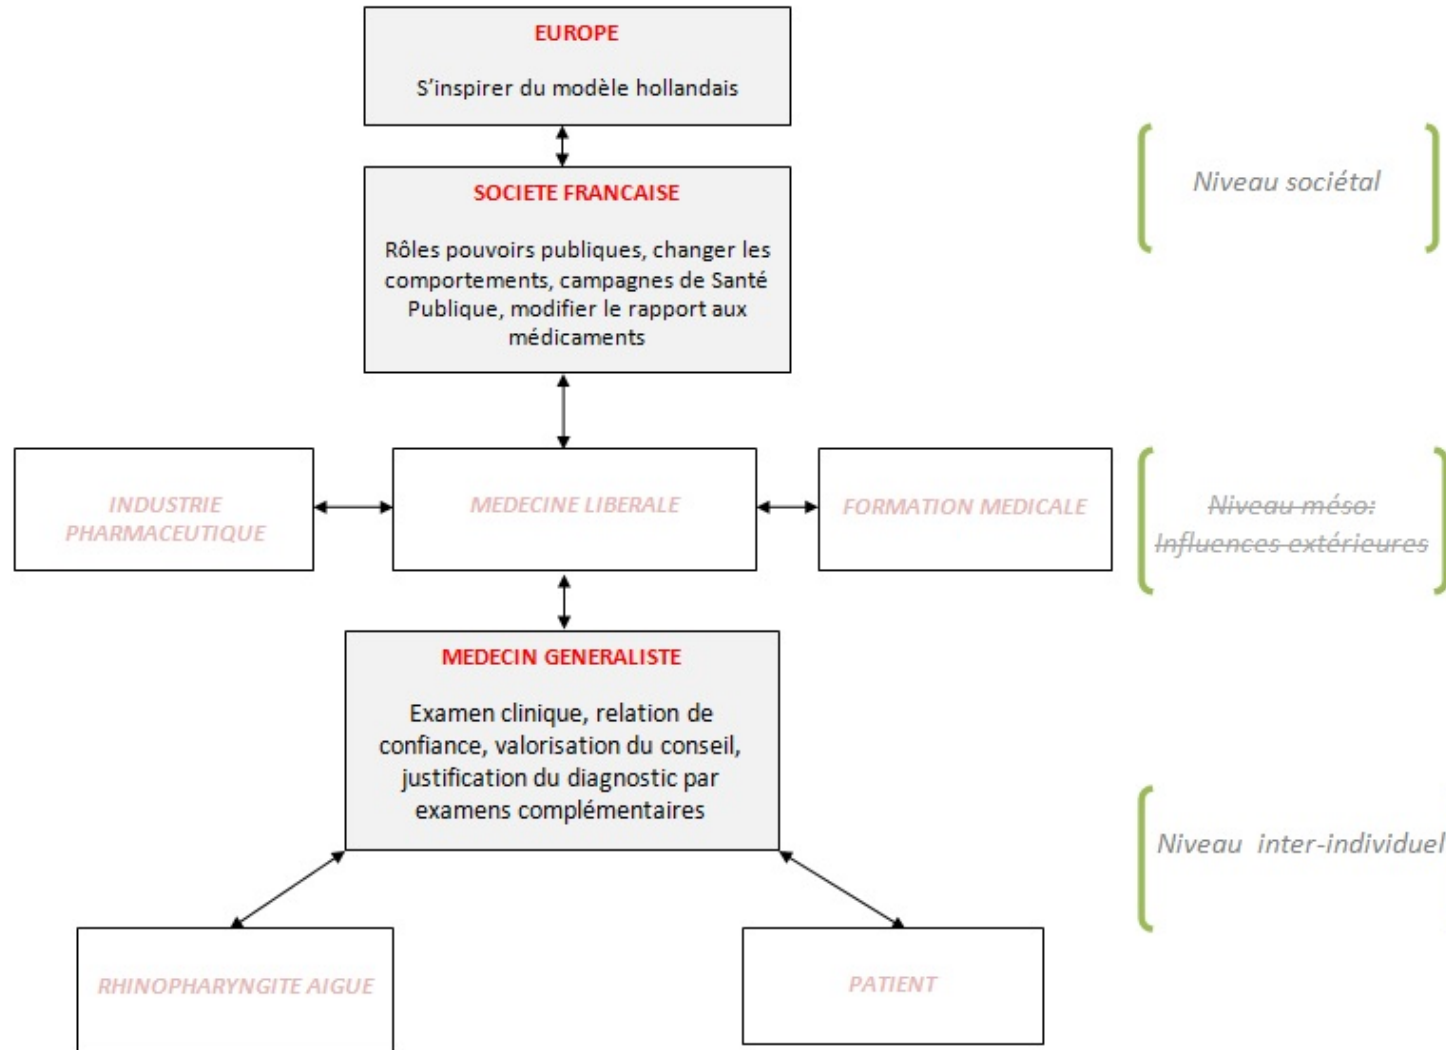 EUROPE
S'inspirer du modèle hollandais
Niveau sociétal
SOCIETE FRANCAISE
Rôles pouvoirs publiques, changer les
comportements, campagnes de Santé
Publique, modifier le rapport aux
médicaments
INDUSTRIE
PHARMACEUTIQUE
MEDECINE LIBERALE
FORMATION MEDICALE
Niveau méso:
Influences extérieures
MEDECIN GENERALISTE
Examen clinique, relation de
confiance, valorisation du conseil,
justification du diagnostic par
examens complémentaires
Niveau inter-individuel
RHINOPHARYNGITE AIGUE
PATIENT